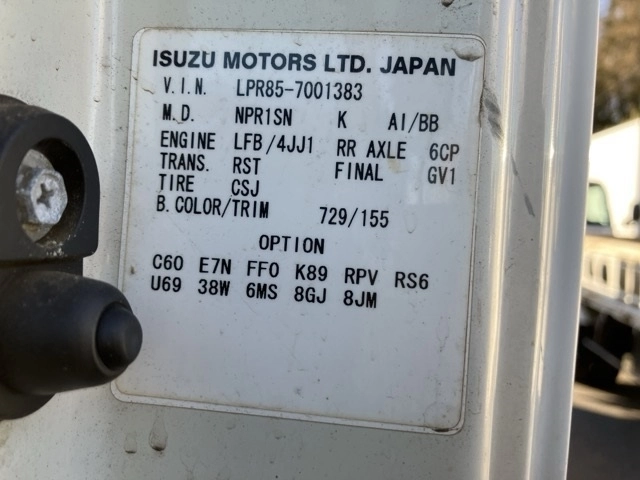 ISUZU MOTORS LTD. JAPAN
V.I.N. LPR85-7001383
M.D. NPR1SN K AI/BB
ENGINE LFB/4JJ1 RR AXLE 6CP
TRANS. RST FINAL GV1
TIRE CSJ
B.COLOR/TRIM 729/155
OPTION
C60 E7N FF0 K89 RPV RS6
U69 38W 6MS 8GJ 8JM